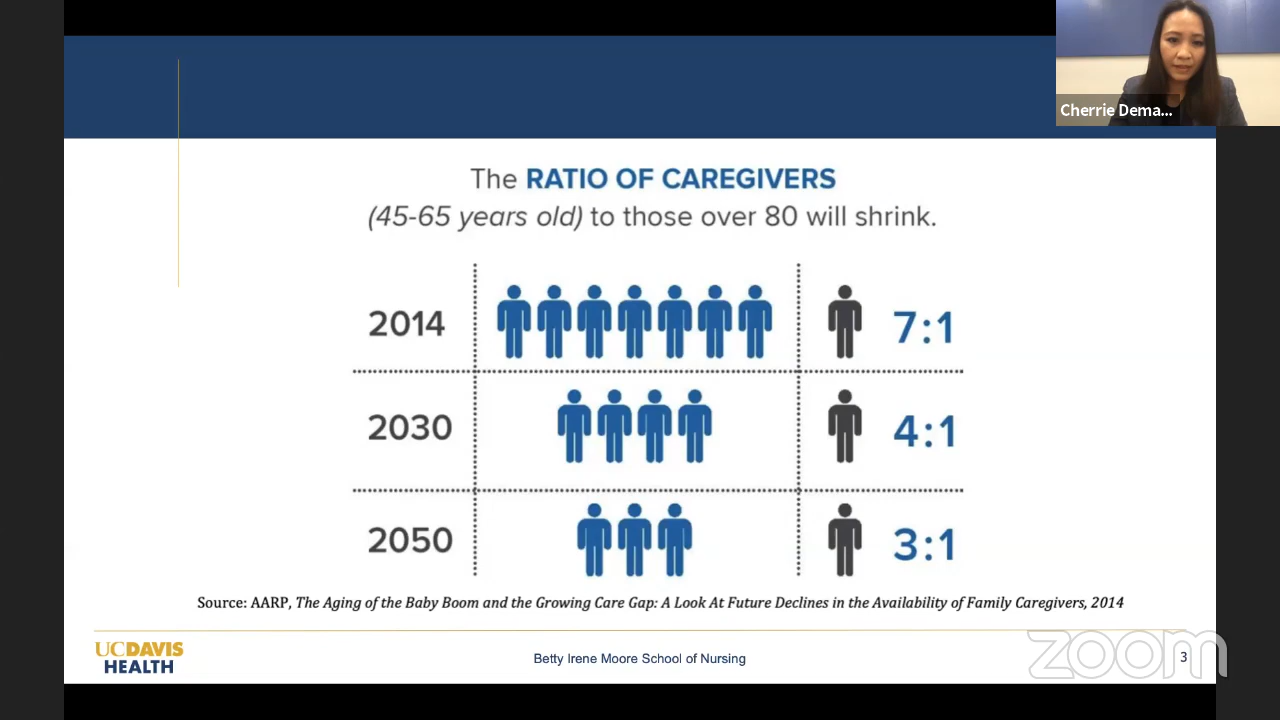 Cherrie Dema...
The RATIO OF CAREGIVERS
(45-65 years old) to those over 80 will shrink.
2014 7:1
2030 4:1
2050 3:1
Source: AARP, The Aging of the Baby Boom and the Growing Care Gap: A Look At Future Declines in the Availability of Family Caregivers, 2014
UCDAVIS
HEALTH
Betty Irene Moore School of Nursing
zoom
3